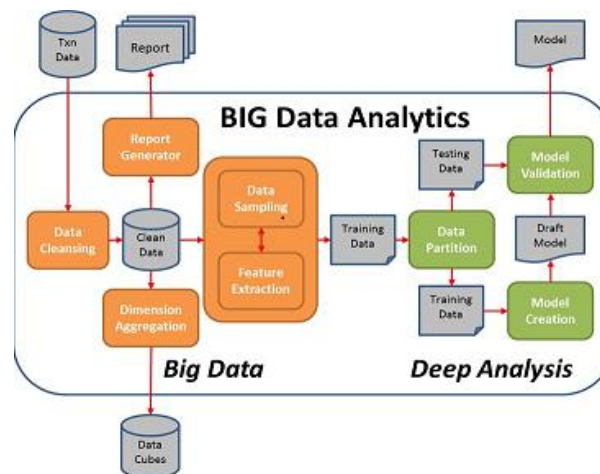 Txn
Data
Report
Model
BIG Data Analytics
Report
Generator
Data
Sampling
Testing
Data
Model
Validation
Data
Cleansing
Clean
Data
Training
Data
Data
Partition
Draft
Model
Feature
Extraction
Dimension
Aggregation
Training
Data
Model
Creation
Big Data
Deep Analysis
Data
Cubes